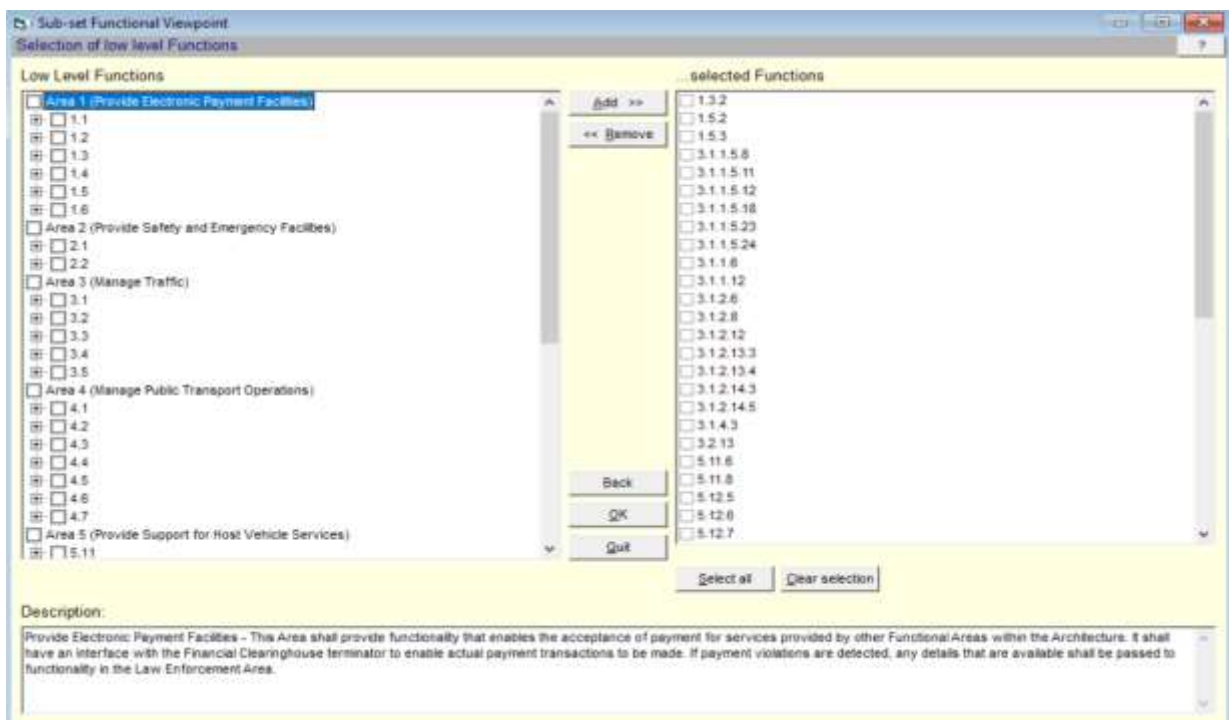 Sub-set Functional Viewpoint
Selection of low level Functions
?
Low Level Functions
Area 1 (Provide Electronic Payment Facilities)
1.1
1.2
1.3
1.4
1.5
1.6
Area 2 (Provide Safety and Emergency Facilities)
2.1
2.2
Area 3 (Manage Traffic)
3.1
3.2
3.3
3.4
3.5
Area 4 (Manage Public Transport Operations)
4.1
4.2
4.3
4.4
4.5
4.6
4.7
Area 5 (Provide Support for Host Vehicle Services)
5.11
Add >>
<< Remove
Back
OK
Quit
...selected Functions
1.3.2
1.5.2
1.5.3
3.1.1.5.8
3.1.1.5.11
3.1.1.5.12
3.1.1.5.18
3.1.1.5.23
3.1.1.5.24
3.1.1.6
3.1.1.12
3.1.2.6
3.1.2.8
3.1.2.12
3.1.2.13.3
3.1.2.13.4
3.1.2.14.3
3.1.2.14.5
3.1.4.3
3.2.13
5.11.6
5.11.8
5.12.5
5.12.6
5.12.7
Select all
Clear selection
Description:
Provide Electronic Payment Facilities - This Area shall provide functionality that enables the acceptance of payment for services provided by other Functional Areas within the Architecture. It shall
have an interface with the Financial Clearinghouse terminator to enable actual payment transactions to be made. If payment violations are detected, any details that are available shall be passed to
functionality in the Law Enforcement Area.